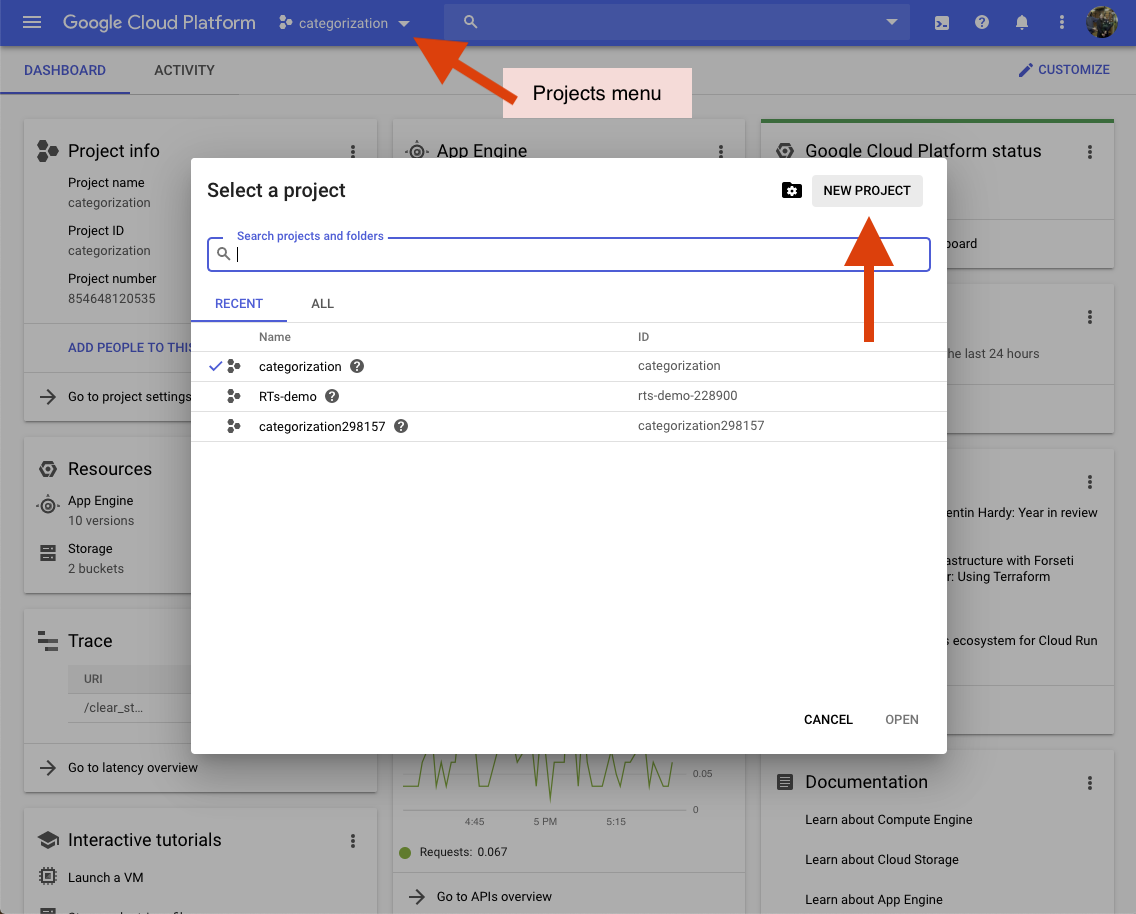 Google Cloud Platform
categorization
DASHBOARD
ACTIVITY
CUSTOMIZE
Projects menu
Project info
Project name
categorization
Project ID
categorization
Project number
854648120535
ADD PEOPLE TO THIS
Go to project settings
App Engine
Google Cloud Platform status
Select a project
NEW PROJECT
Search projects and folders
RECENT
ALL
Name ID
categorization categorization
RTs-demo rts-demo-228900
categorization298157 categorization298157
CANCEL
OPEN
he last 24 hours
Resources
App Engine
10 versions
Storage
2 buckets
entin Hardy: Year in review
astructure with Forseti
r: Using Terraform
s ecosystem for Cloud Run
Trace
URI
/clear_st...
Go to latency overview
0.05
0
4:45 5 PM 5:15
Requests: 0.067
Go to APIs overview
Interactive tutorials
Launch a VM
Documentation
Learn about Compute Engine
Learn about Cloud Storage
Learn about App Engine